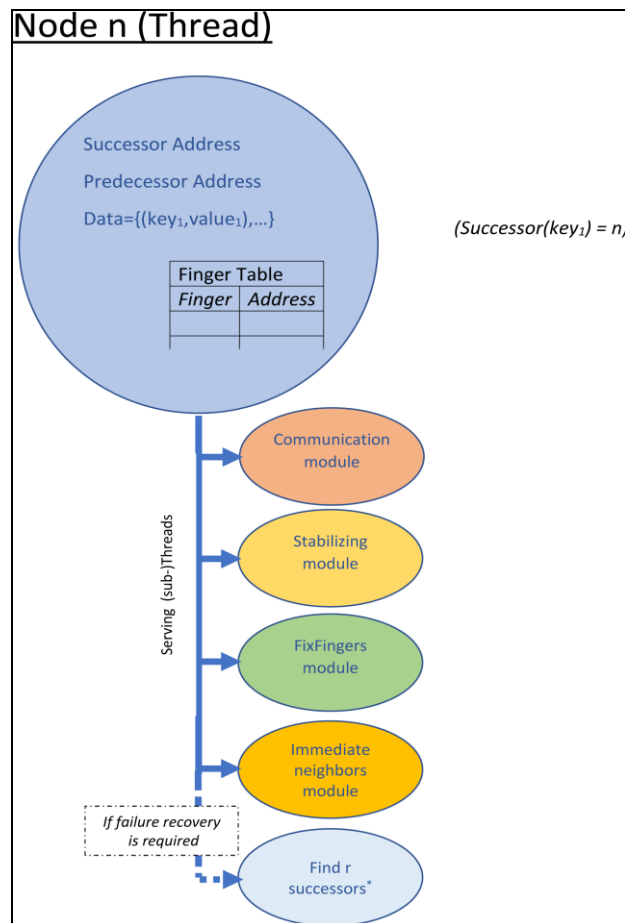 Node n (Thread)
Successor Address
Predecessor Address
Data={(key₁,value₁),…}
(Successor(key₁) = n)
Finger Table
Finger Address
Communication
module
Stabilizing
module
Serving (sub-)Threads
FixFingers
module
Immediate
neighbors
module
If failure recovery
is required
Find r
successors*